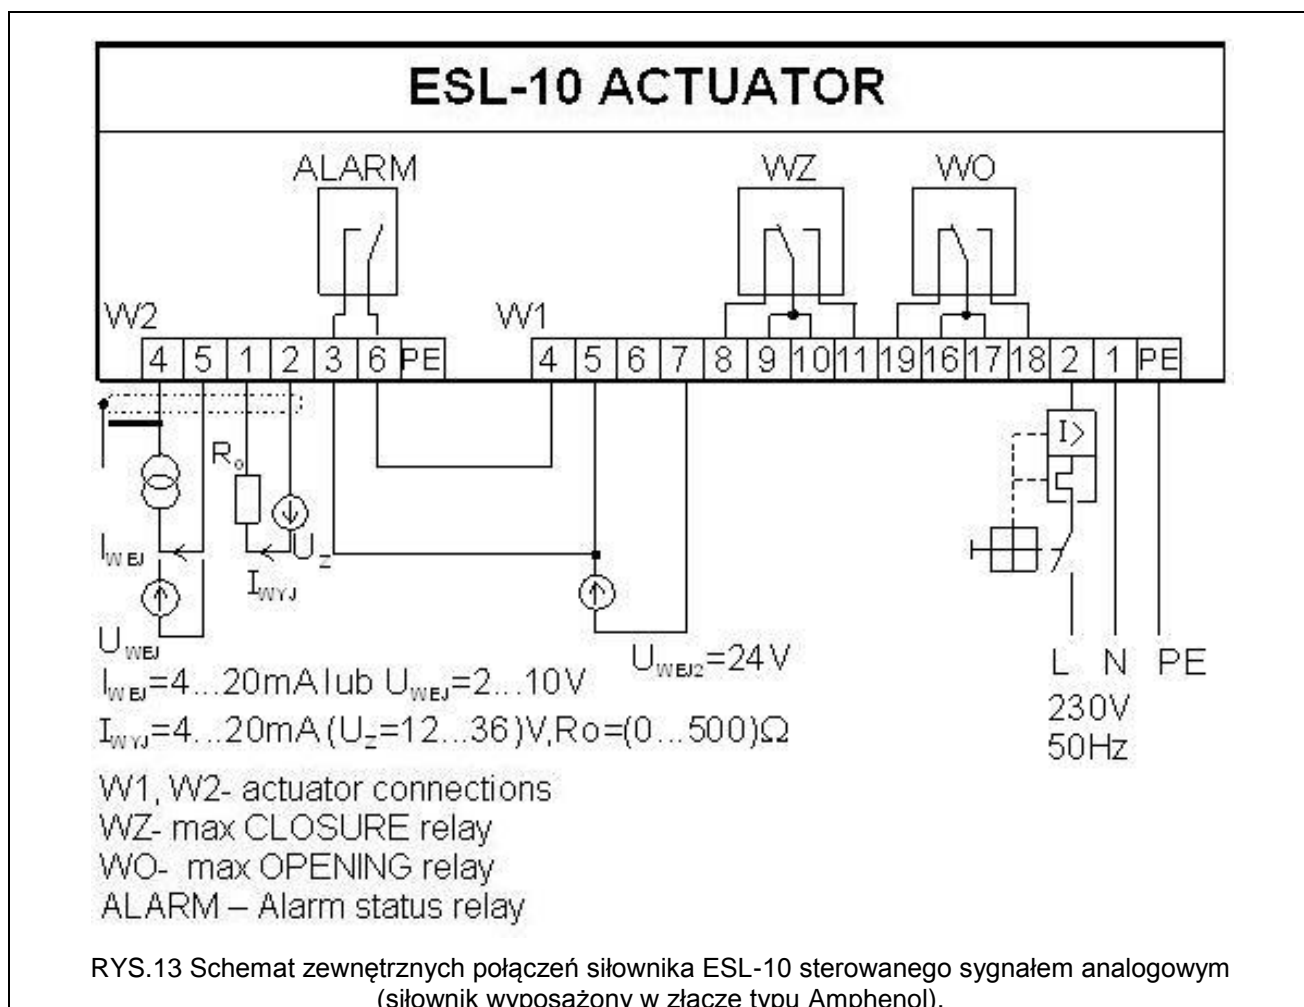 ESL-10 ACTUATOR
ALARM
WZ
WO
W2
W1
4 5 1 2 3 6 PE
4 5 6 7 8 9 10 11 19 16 17 18 2 1 PE
I>
Ro
IWEJ
UZ
IWYJ
UWEJ
UWEJ2=24V
L N PE
230V
50Hz
IWEJ=4...20mA lub UWEJ=2...10V
IWYJ=4...20mA (UZ=12...36)V,Ro=(0...500)Ω
W1, W2- actuator connections
WZ- max CLOSURE relay
WO- max OPENING relay
ALARM – Alarm status relay
RYS.13 Schemat zewnętrznych połączeń siłownika ESL-10 sterowanego sygnałem analogowym
(siłownik wyposażony w złącze typu Amphenol).